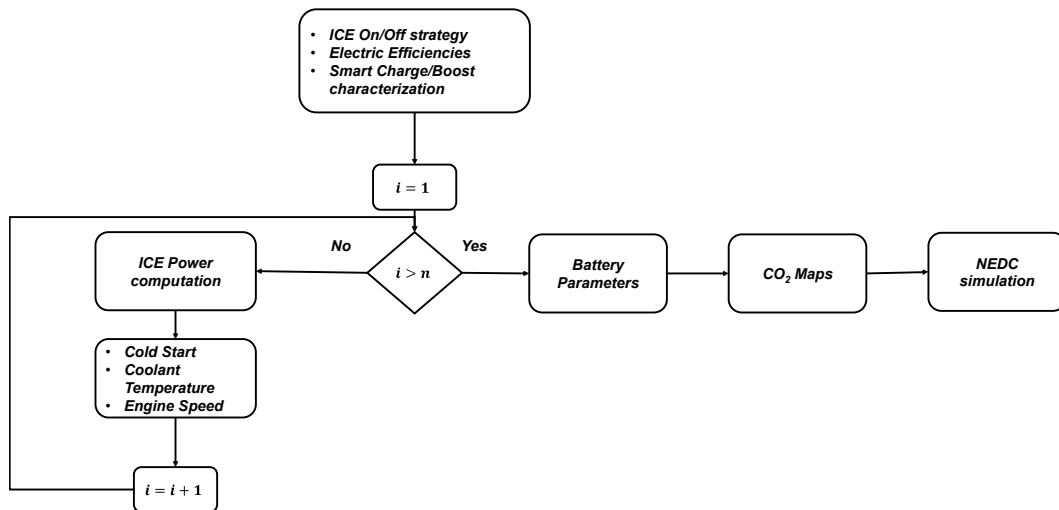 • ICE On/Off strategy
• Electric Efficiencies
• Smart Charge/Boost
characterization
i = 1
No
Yes
i > n
ICE Power
computation
Battery
Parameters
CO₂ Maps
NEDC
simulation
• Cold Start
• Coolant
Temperature
• Engine Speed
i = i + 1